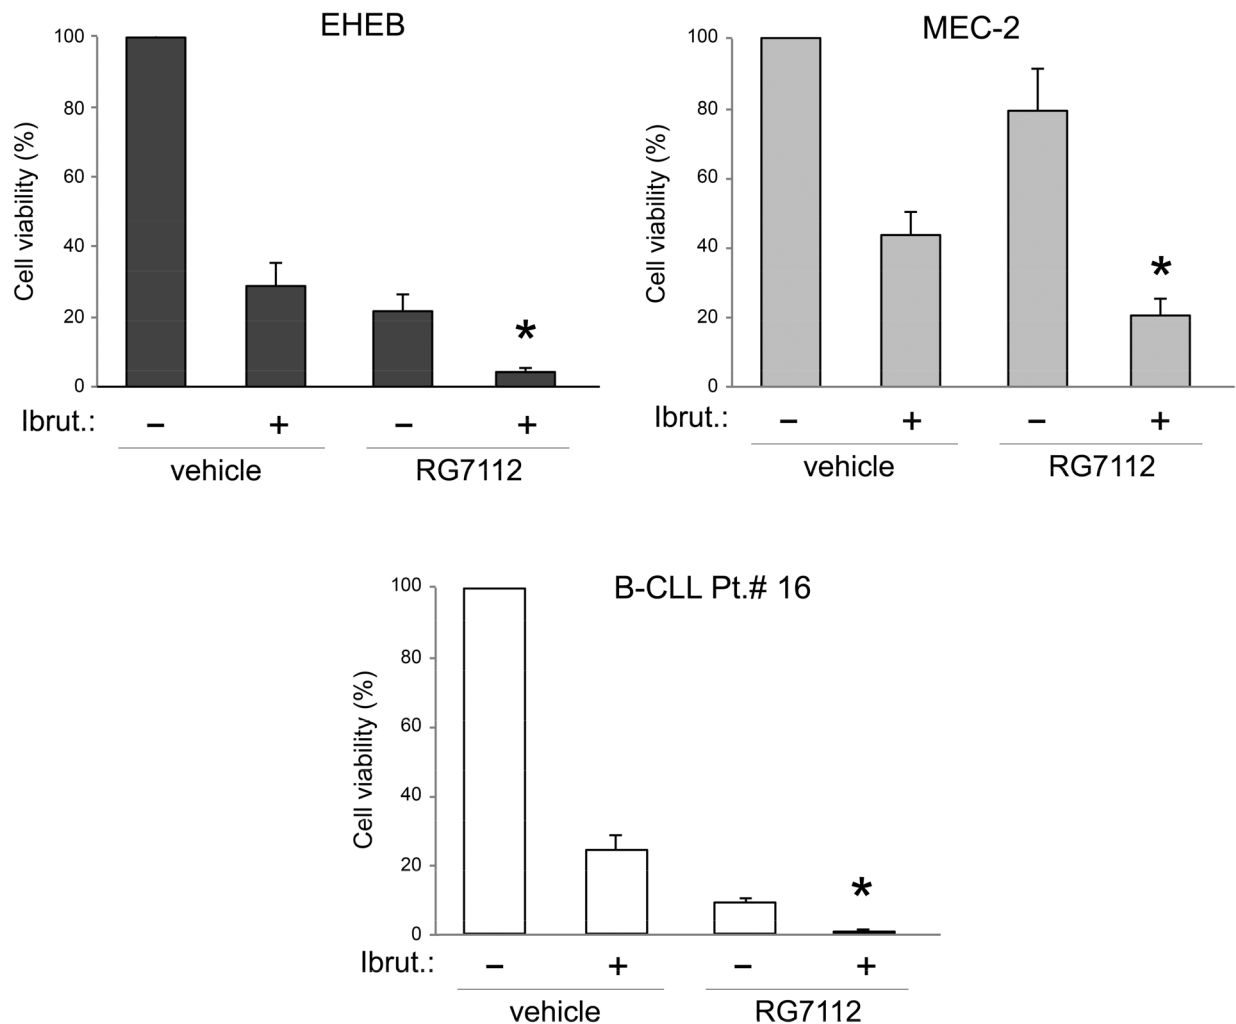 EHEB
Cell viability (%)
100
80
60
40
20
0
*
Ibrut.: – + – +
vehicle RG7112
MEC-2
Cell viability (%)
100
80
60
40
20
0
*
Ibrut.: – + – +
vehicle RG7112
B-CLL Pt.# 16
Cell viability (%)
100
80
60
40
20
0
*
Ibrut.: – + – +
vehicle RG7112